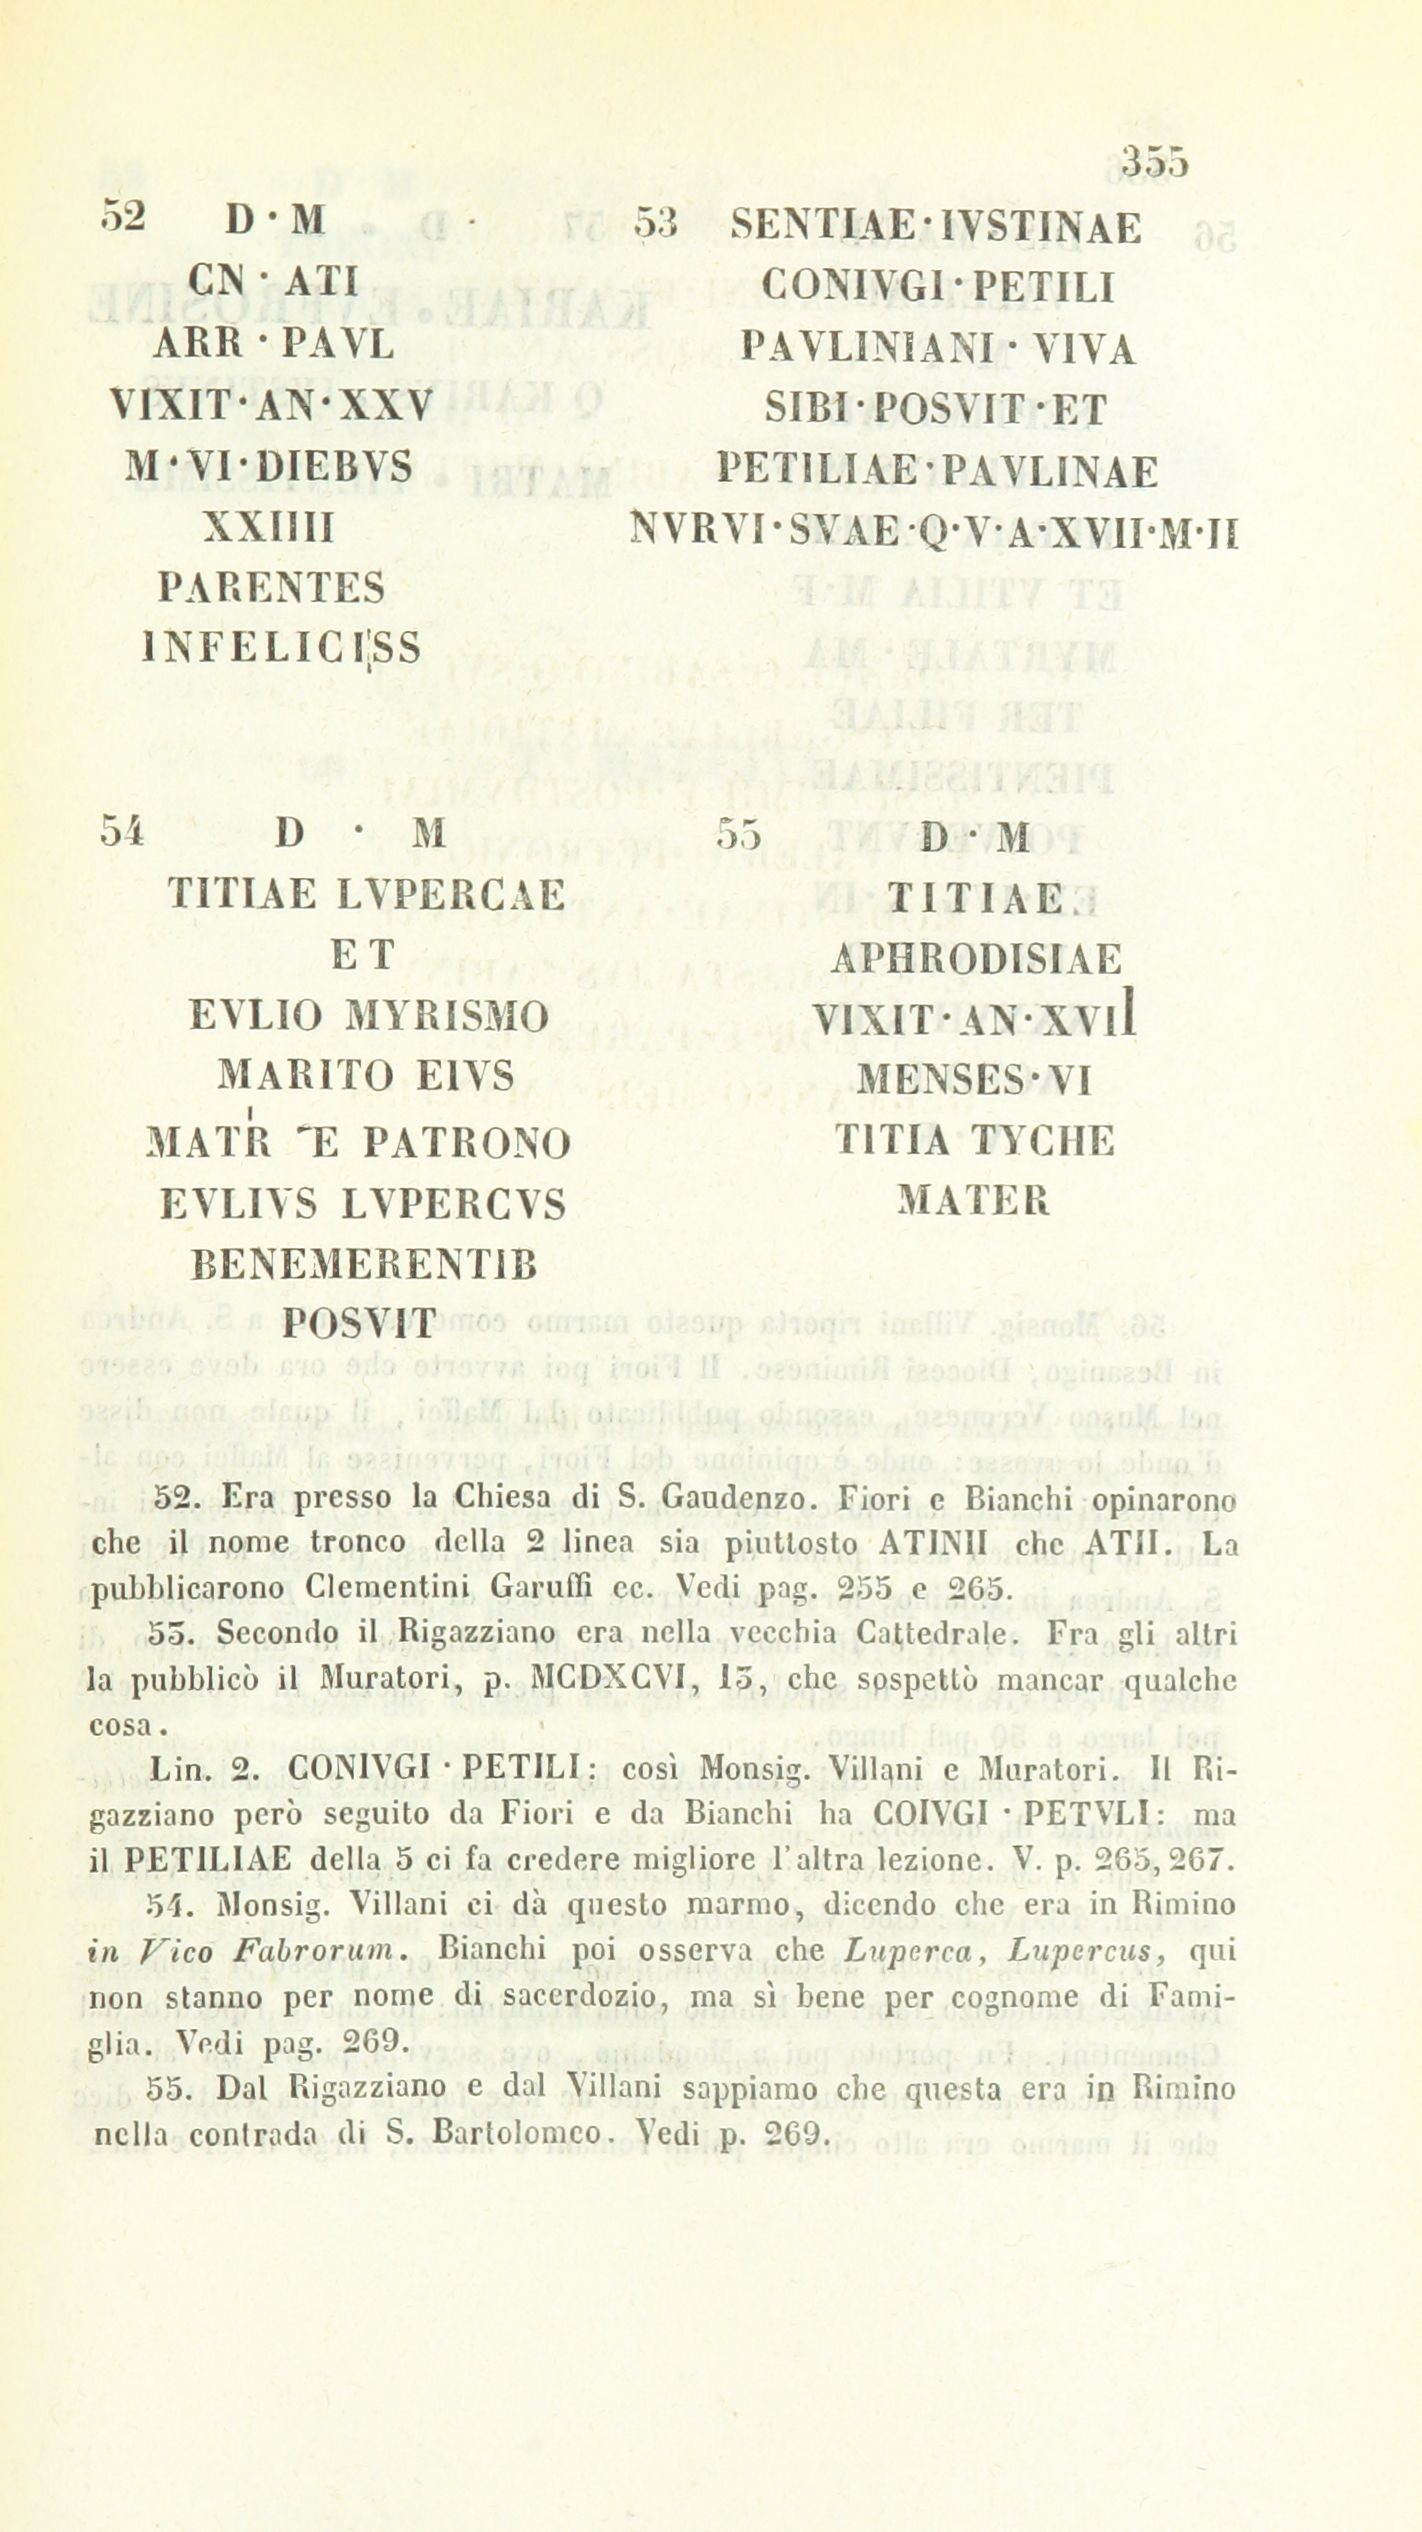 355
52 D · M
CN · ATI
ARR · PAVL
VIXIT · AN · XXV
M · VI · DIEBVS
XXIIII
PARENTES
INFELICISS
53 SENTIAE · IVSTINAE
CONIVGI · PETILI
PAVLINIANI · VIVA
SIBI · POSVIT · ET
PETILIAE · PAVLINAE
NVRVI · SVAE · Q · V · A · XVII · M · II
54 D · M
TITIAE LVPERCAE
ET
EVLIO MYRISMO
MARITO EIVS
MATR E PATRONO
EVLIVS LVPERCVS
BENEMERENTIB
POSVIT
55 D · M
TITIAE
APHRODISIAE
VIXIT · AN · XVII
MENSES · VI
TITIA TYCHE
MATER
52. Era presso la Chiesa di S. Gaudenzo. Fiori e Bianchi opinarono
che il nome tronco della 2 linea sia piuttosto ATINII che ATII. La
pubblicarono Clementini Garuffi ec. Vedi pag. 255 e 265.
53. Secondo il Rigazziano era nella vecchia Cattedrale. Fra gli altri
la pubblicò il Muratori, p. MCDXCVI, 13, che sospettò mancar qualche
cosa.
Lin. 2. CONIVGI · PETILI: così Monsig. Villani e Muratori. Il Ri-
gazziano però seguito da Fiori e da Bianchi ha COIVGI · PETVLI: ma
il PETILIAE della 5 ci fa credere migliore l'altra lezione. V. p. 265, 267.
54. Monsig. Villani ci dà questo marmo, dicendo che era in Rimino
in Vico Fabrorum. Bianchi poi osserva che Luperca, Lupercus, qui
non stanno per nome di sacerdozio, ma sì bene per cognome di Fami-
glia. Vedi pag. 269.
55. Dal Rigazziano e dal Villani sappiamo che questa era in Rimino
nella contrada di S. Bartolomeo. Vedi p. 269.